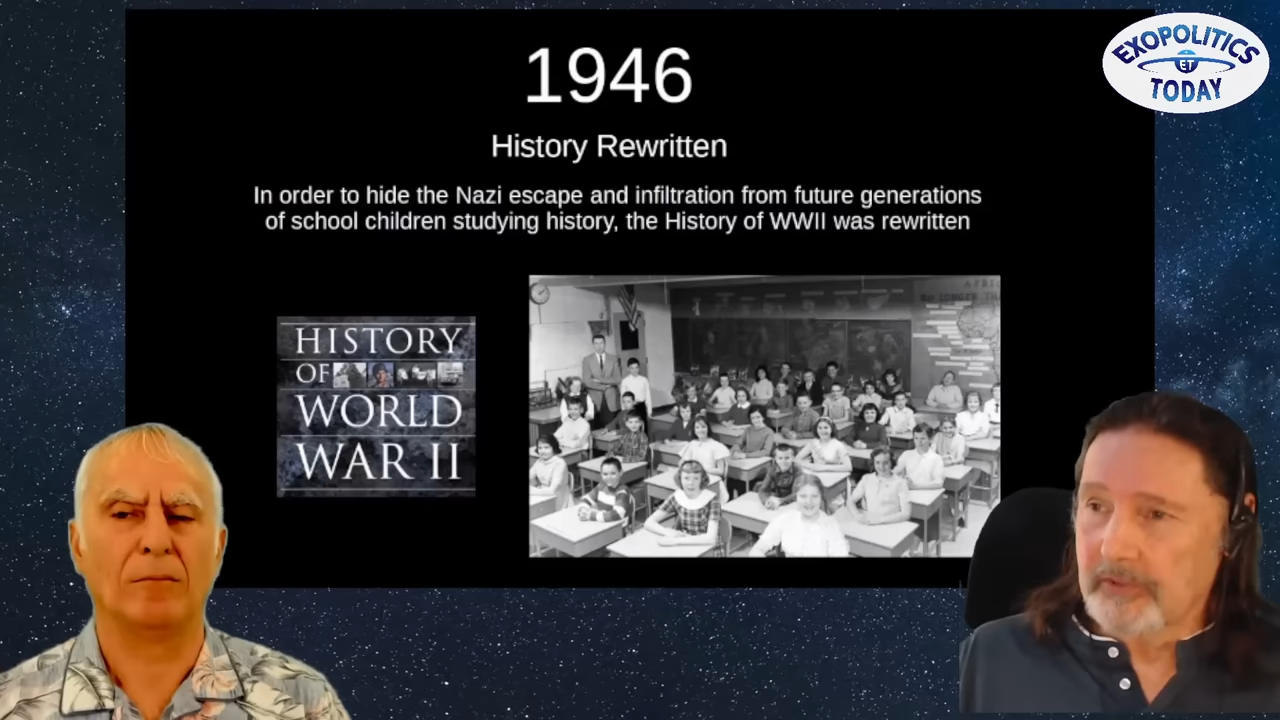 1946
History Rewritten
In order to hide the Nazi escape and infiltration from future generations
of school children studying history, the History of WWII was rewritten
EXOPOLITICS
ET
TODAY
HISTORY
OF
WORLD
WAR II